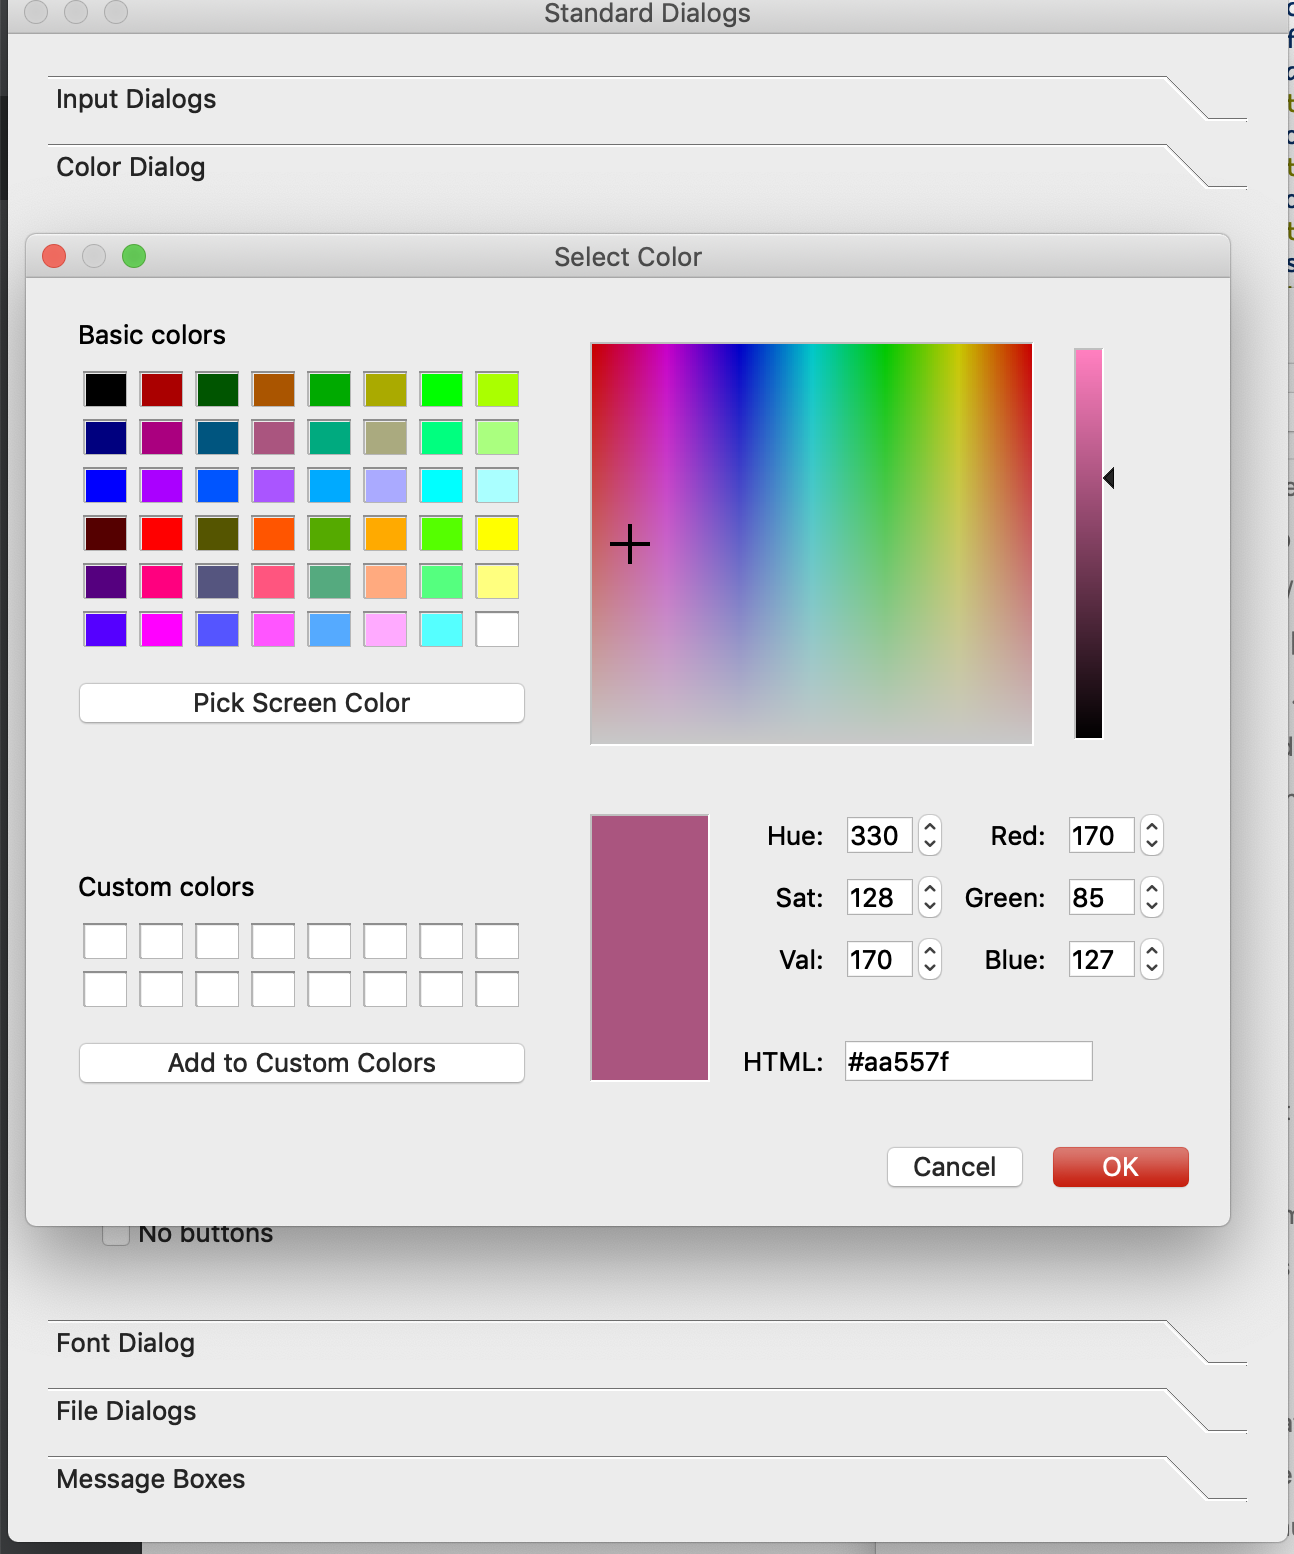 Standard Dialogs
Input Dialogs
Color Dialog
Select Color
Basic colors
Pick Screen Color
Custom colors
Add to Custom Colors
Hue: 330 Red: 170
Sat: 128 Green: 85
Val: 170 Blue: 127
HTML: #aa557f
Cancel OK
No buttons
Font Dialog
File Dialogs
Message Boxes